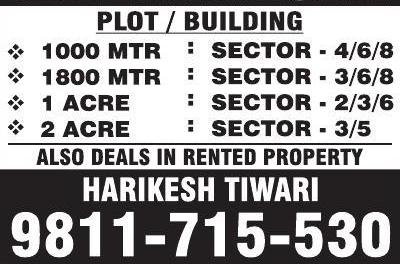 PLOT / BUILDING
❖ 1000 MTR : SECTOR - 4/6/8
❖ 1800 MTR : SECTOR - 3/6/8
❖ 1 ACRE : SECTOR - 2/3/6
❖ 2 ACRE : SECTOR - 3/5
ALSO DEALS IN RENTED PROPERTY
HARIKESH TIWARI
9811-715-530